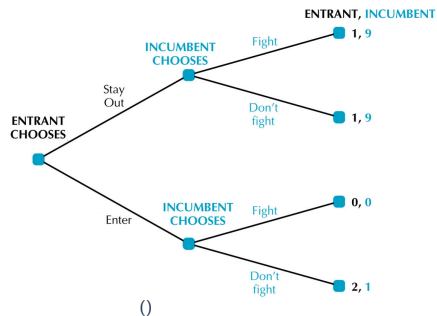 ENTRANT, INCUMBENT
INCUMBENT
CHOOSES
Fight
1, 9
Stay
Out
Don't
fight
1, 9
ENTRANT
CHOOSES
Enter
INCUMBENT
CHOOSES
Fight
0, 0
Don't
fight
2, 1
()